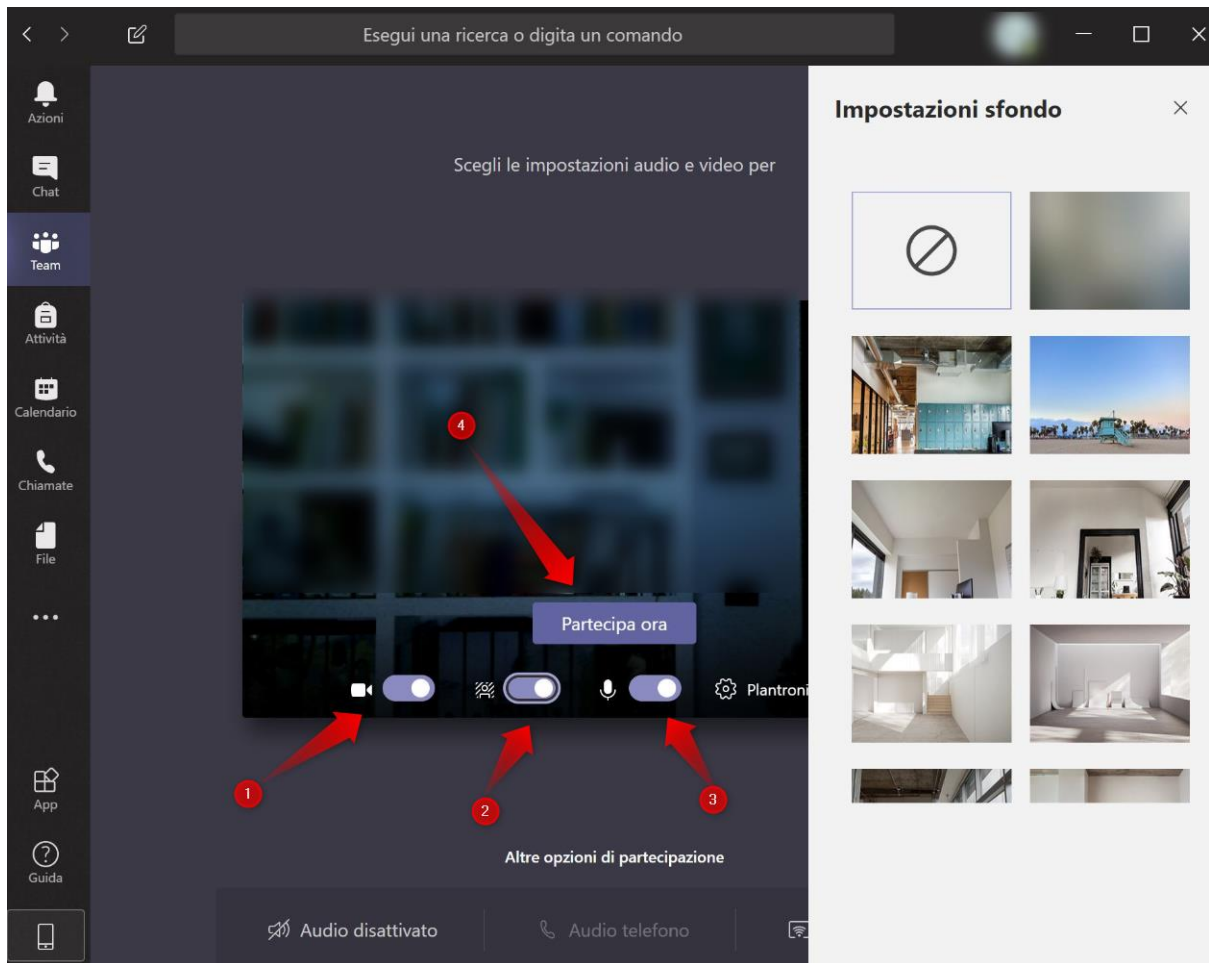 Esegui una ricerca o digita un comando
Azioni
Chat
Team
Attività
Calendario
Chiamate
File
App
Guida
Scegli le impostazioni audio e video per
4
Partecipa ora
Plantroni
1
2
3
Altre opzioni di partecipazione
Audio disattivato
Audio telefono
Impostazioni sfondo